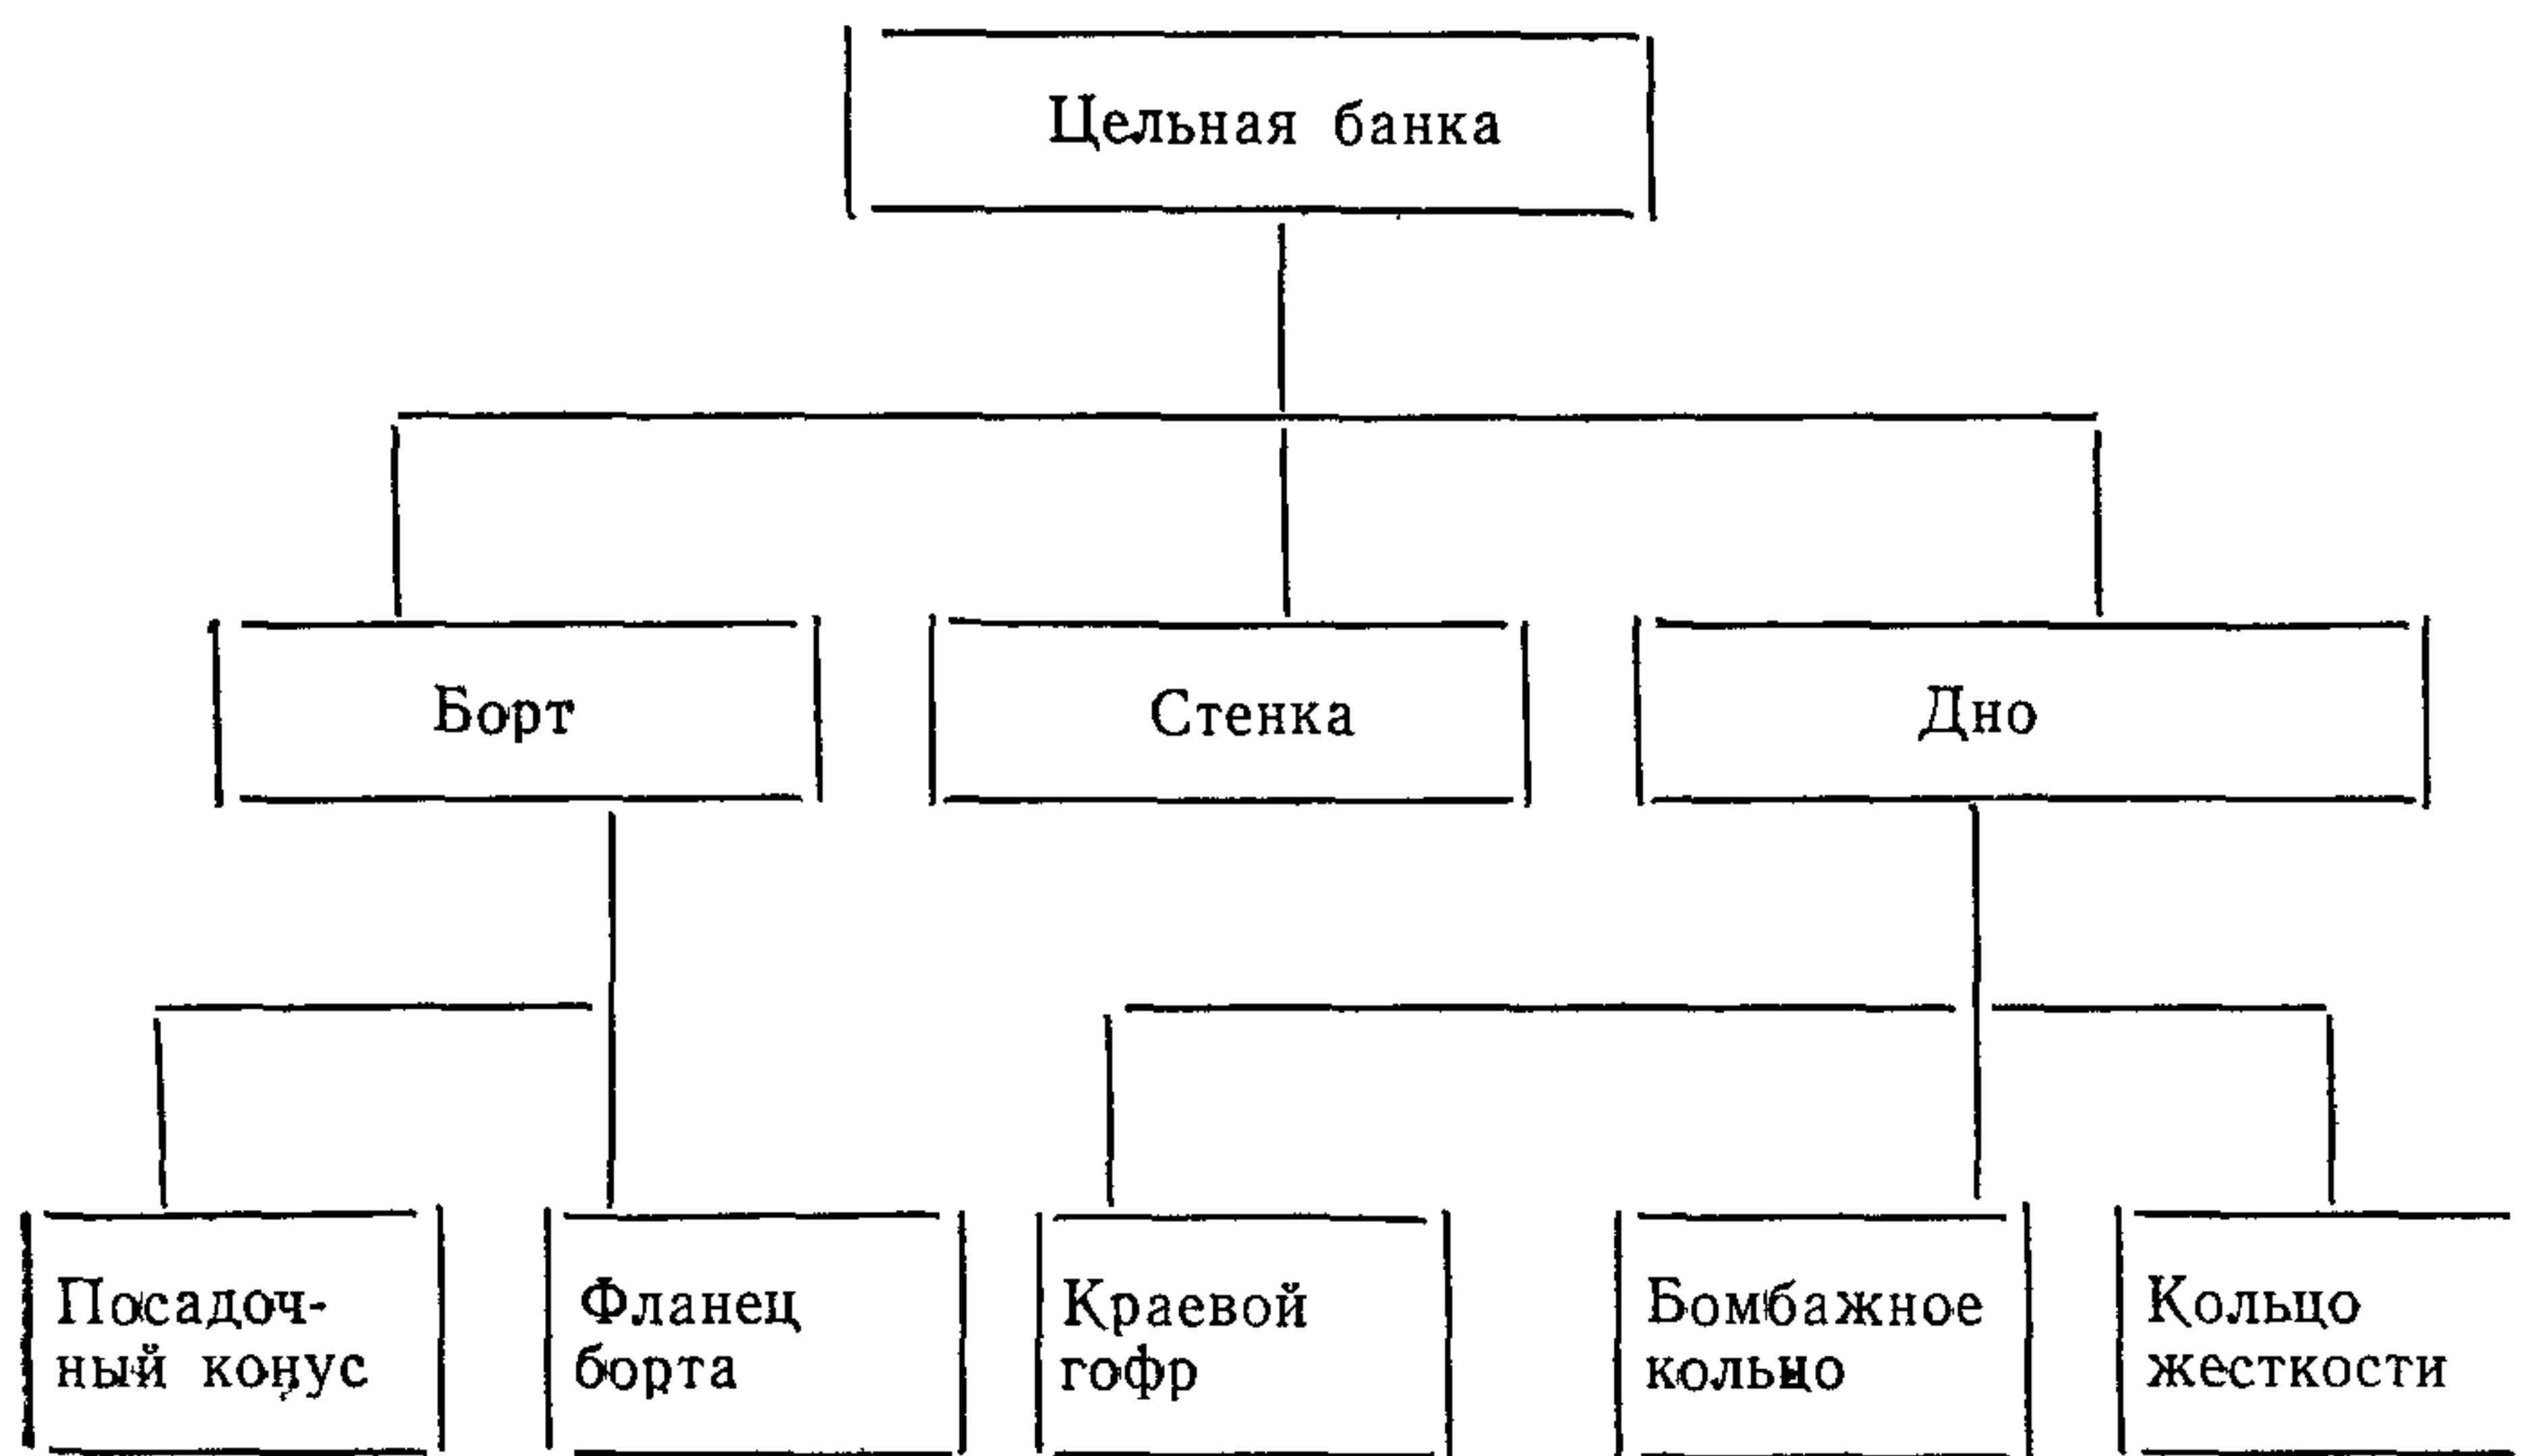 Цельная банка
Борт
Стенка
Дно
Посадоч-
ный конус
Фланец
борта
Краевой
гофр
Бомбажное
кольцо
Кольцо
жесткости